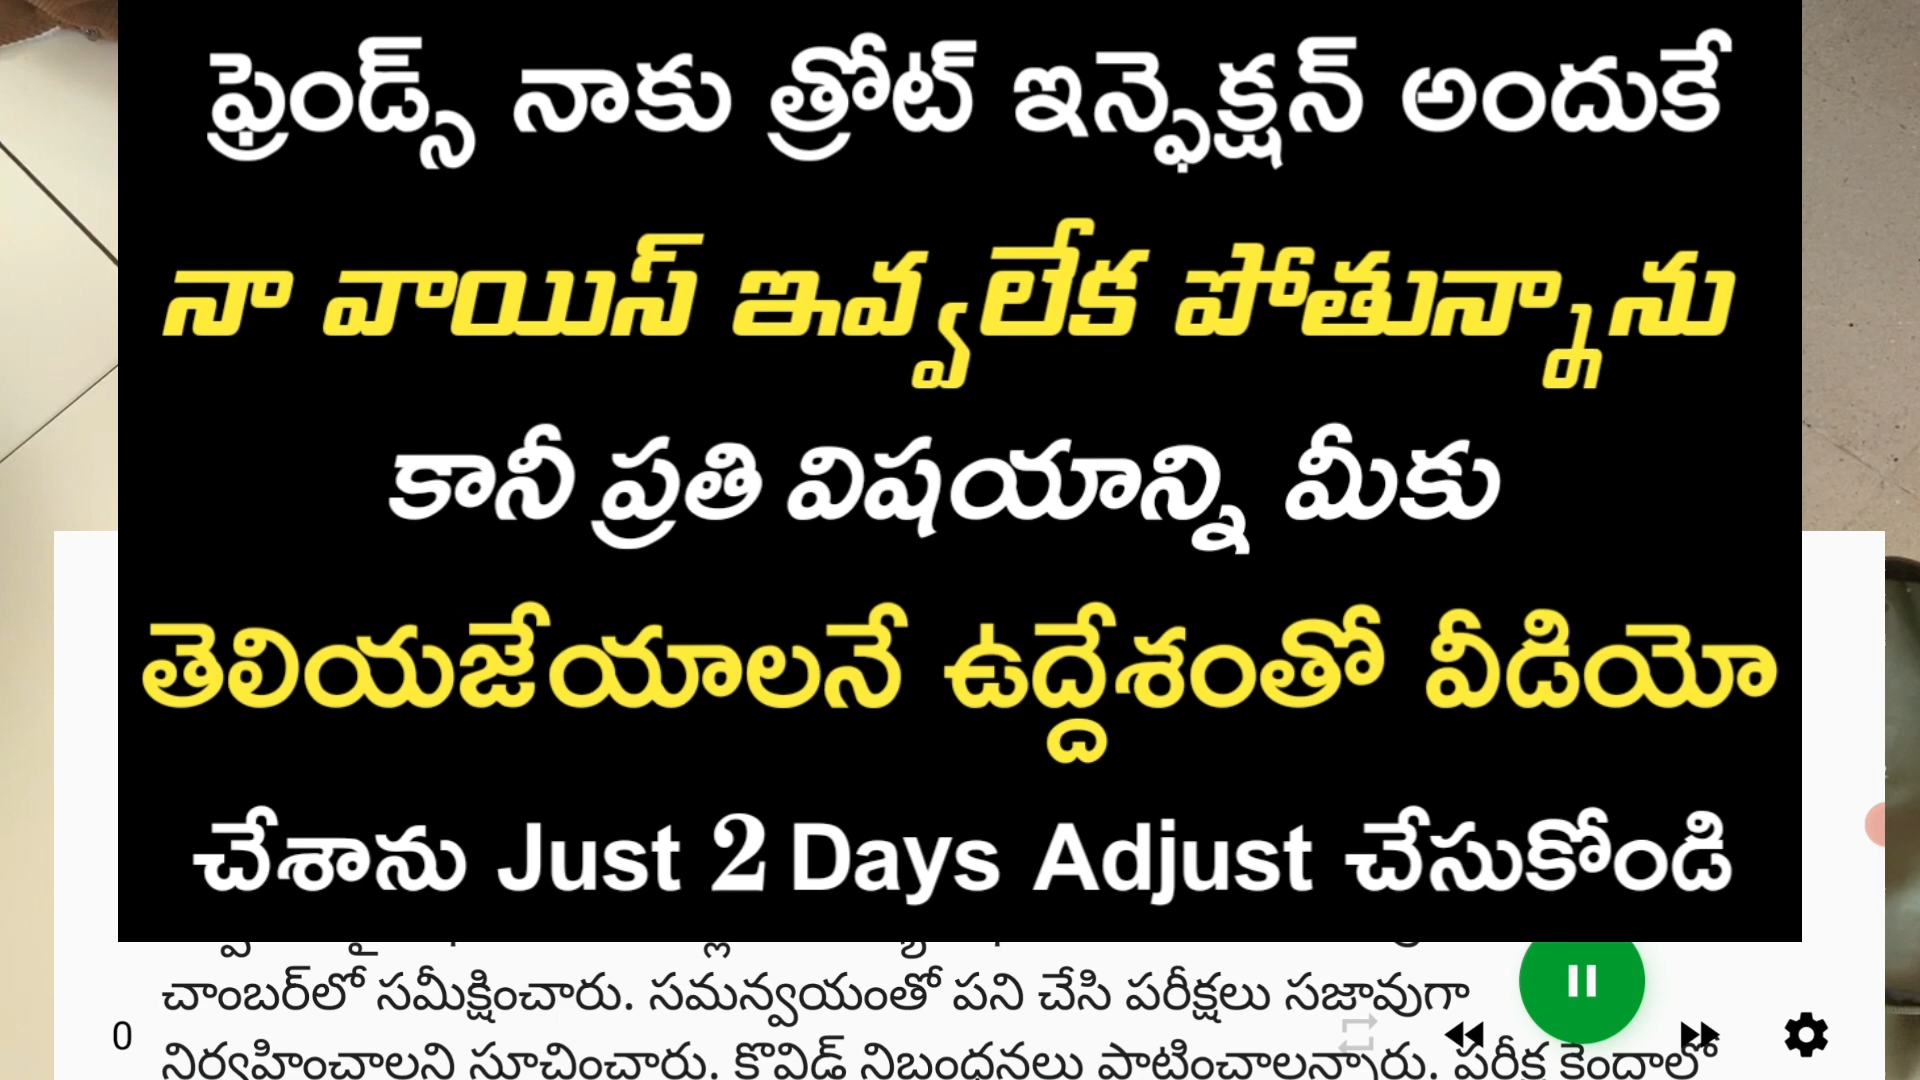 ఫ్రెండ్స్ నాకు త్రోట్ ఇన్ఫెక్షన్ అందుకే
నా వాయిస్ ఇవ్వలేక పోతున్నాను
కానీ ప్రతి విషయాన్ని మీకు
తెలియజేయాలనే ఉద్దేశంతో వీడియో
చేశాను Just 2 Days Adjust చేసుకోండి
చాంబర్‌లో సమీక్షించారు. సమన్వయంతో పని చేసి పరీక్షలు సజావుగా
0
నిర్వహించాలని సూచించారు. కొవిడ్ నిబంధనలు పాటించాలన్నారు. పరీక్ష కేంద్రాల్లో